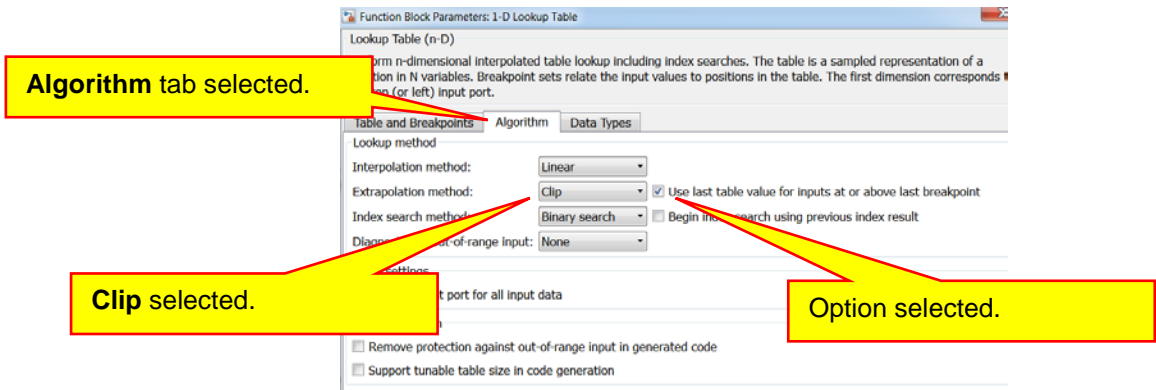 Function Block Parameters: 1-D Lookup Table
Lookup Table (n-D)
n-dimensional interpolated table lookup including index searches. The table is a sampled representation of a
in N variables. Breakpoint sets relate the input values to positions in the table. The first dimension corresponds
(or left) input port.
Algorithm tab selected.
Table and Breakpoints Algorithm Data Types
Lookup method
Interpolation method: Linear
Extrapolation method: Clip Use last table value for inputs at or above last breakpoint
Index search method: Binary search Begin index search using previous index result
out-of-range input: None
settings
port for all input data
Clip selected.
Option selected.
Remove protection against out-of-range input in generated code
Support tunable table size in code generation